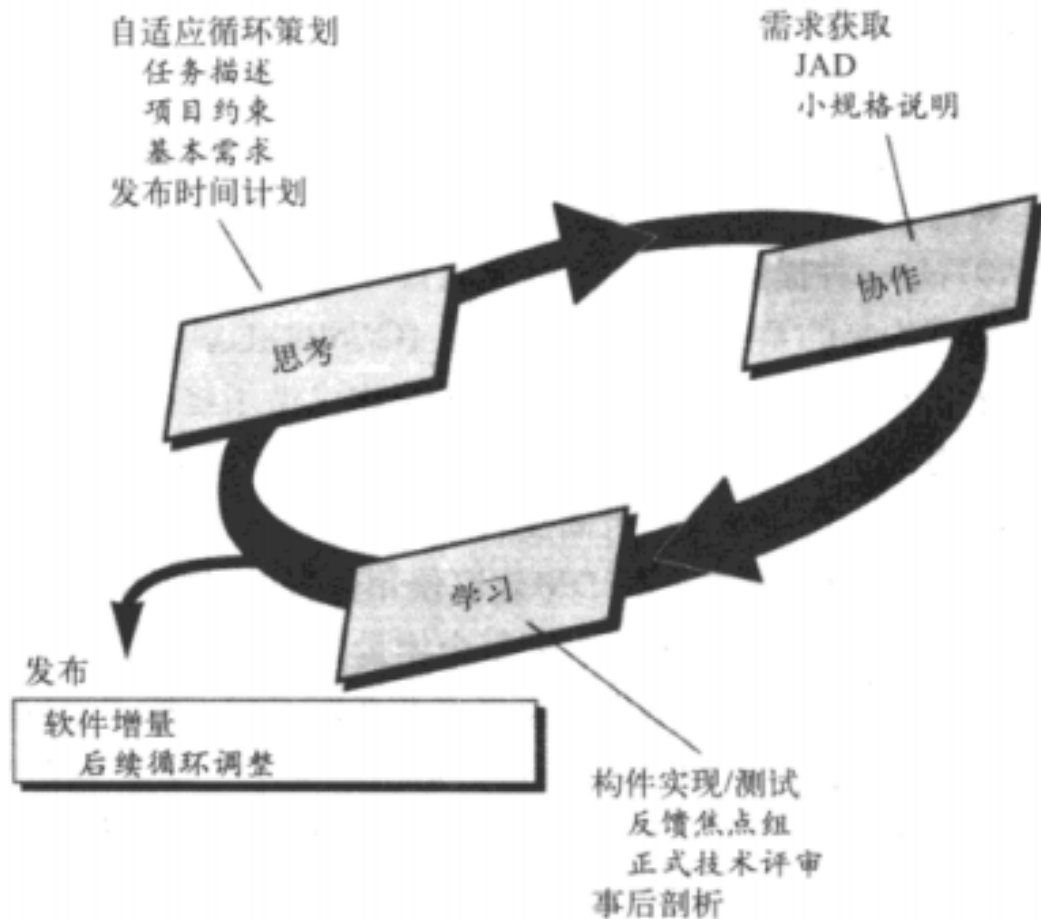 自适应循环策划
任务描述
项目约束
基本需求
发布时间计划
需求获取
JAD
小规格说明
思考
协作
学习
发布
软件增量
后续循环调整
构件实现/测试
反馈焦点组
正式技术评审
事后剖析